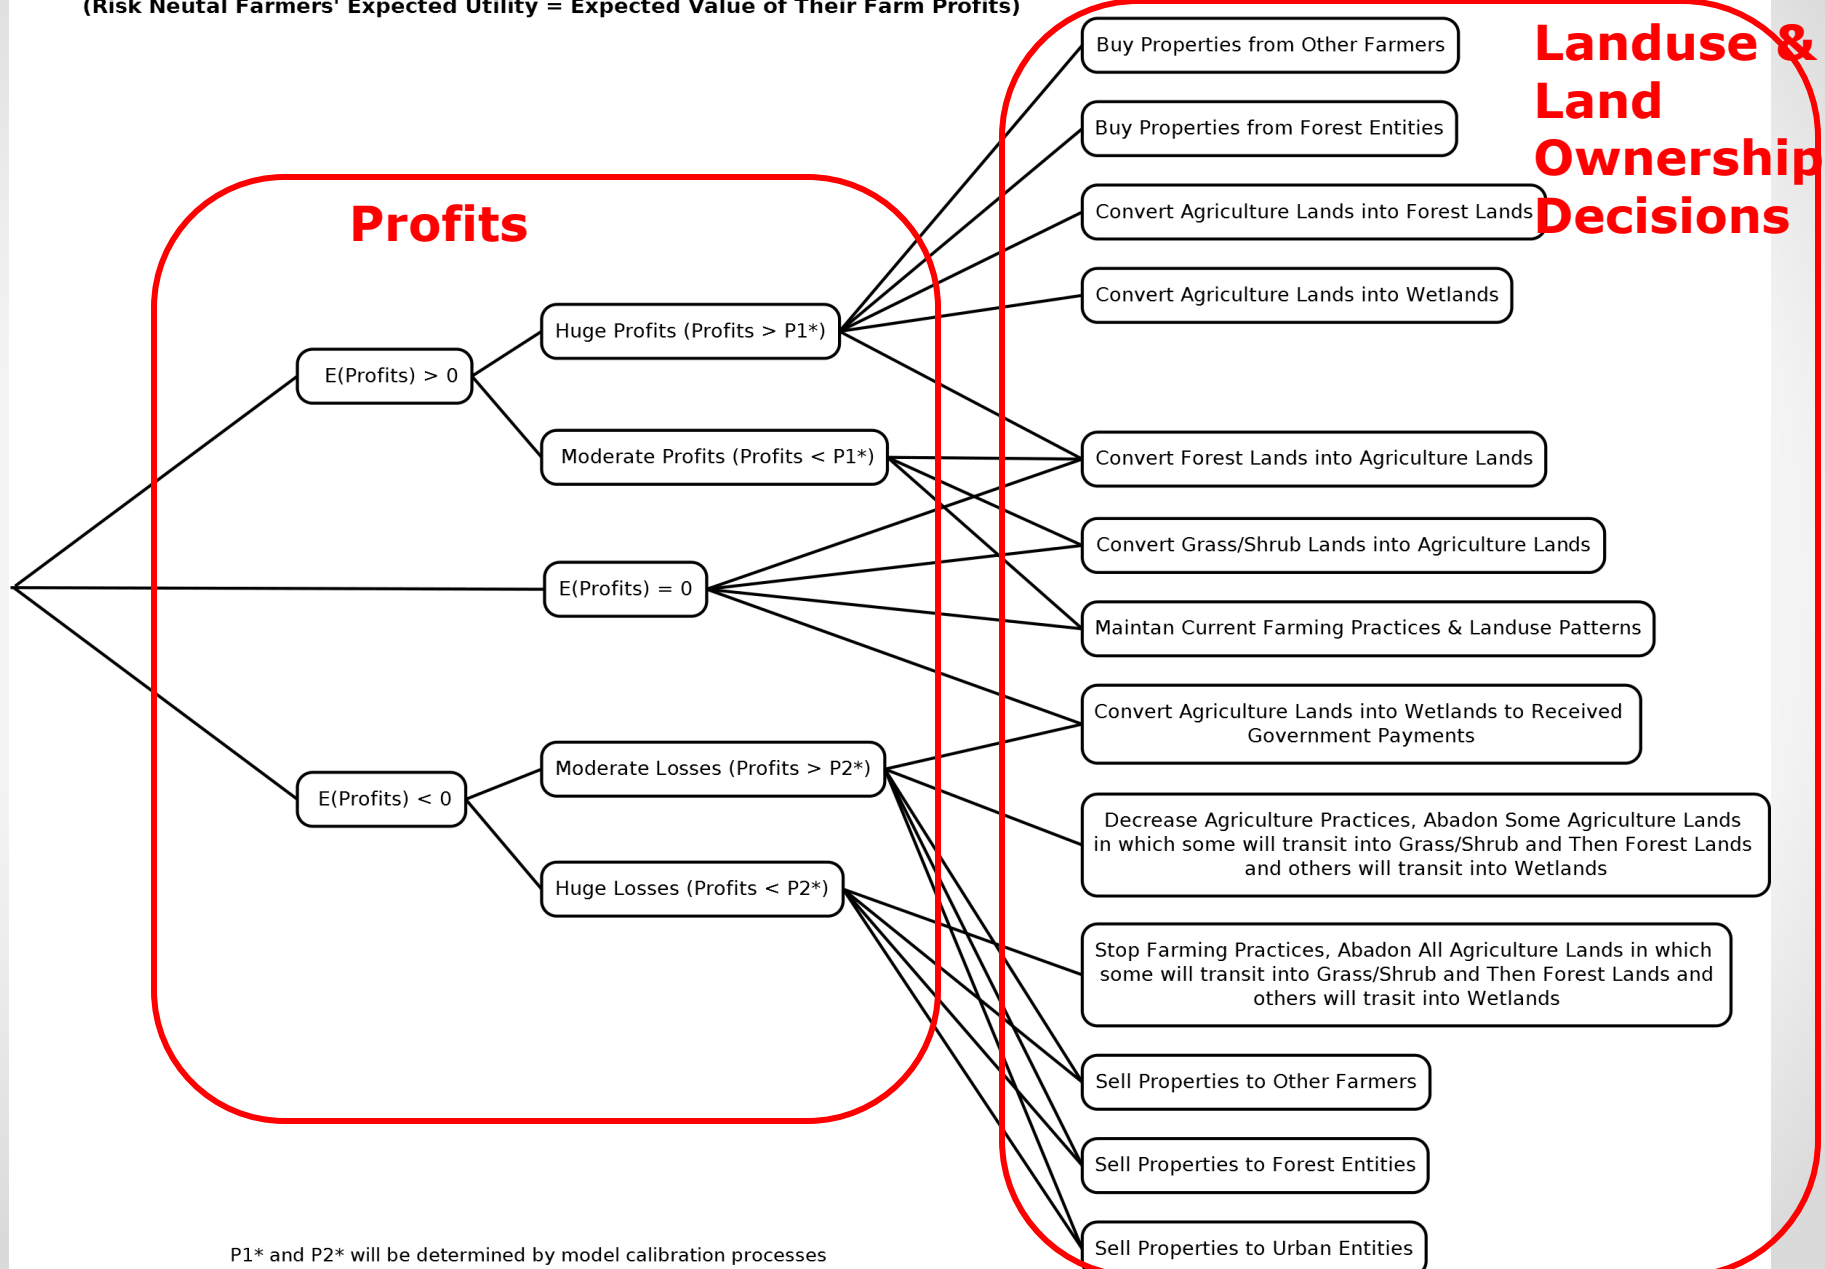 (Risk Neutal Farmers' Expected Utility = Expected Value of Their Farm Profits)
Landuse &
Land
Ownership
Decisions
Profits
E(Profits) > 0
Huge Profits (Profits > P1*)
Moderate Profits (Profits < P1*)
E(Profits) = 0
E(Profits) < 0
Moderate Losses (Profits > P2*)
Huge Losses (Profits < P2*)
Buy Properties from Other Farmers
Buy Properties from Forest Entities
Convert Agriculture Lands into Forest Lands
Convert Agriculture Lands into Wetlands
Convert Forest Lands into Agriculture Lands
Convert Grass/Shrub Lands into Agriculture Lands
Maintan Current Farming Practices & Landuse Patterns
Convert Agriculture Lands into Wetlands to Received
Government Payments
Decrease Agriculture Practices, Abadon Some Agriculture Lands
in which some will transit into Grass/Shrub and Then Forest Lands
and others will transit into Wetlands
Stop Farming Practices, Abadon All Agriculture Lands in which
some will transit into Grass/Shrub and Then Forest Lands and
others will trasit into Wetlands
Sell Properties to Other Farmers
Sell Properties to Forest Entities
Sell Properties to Urban Entities
P1* and P2* will be determined by model calibration processes